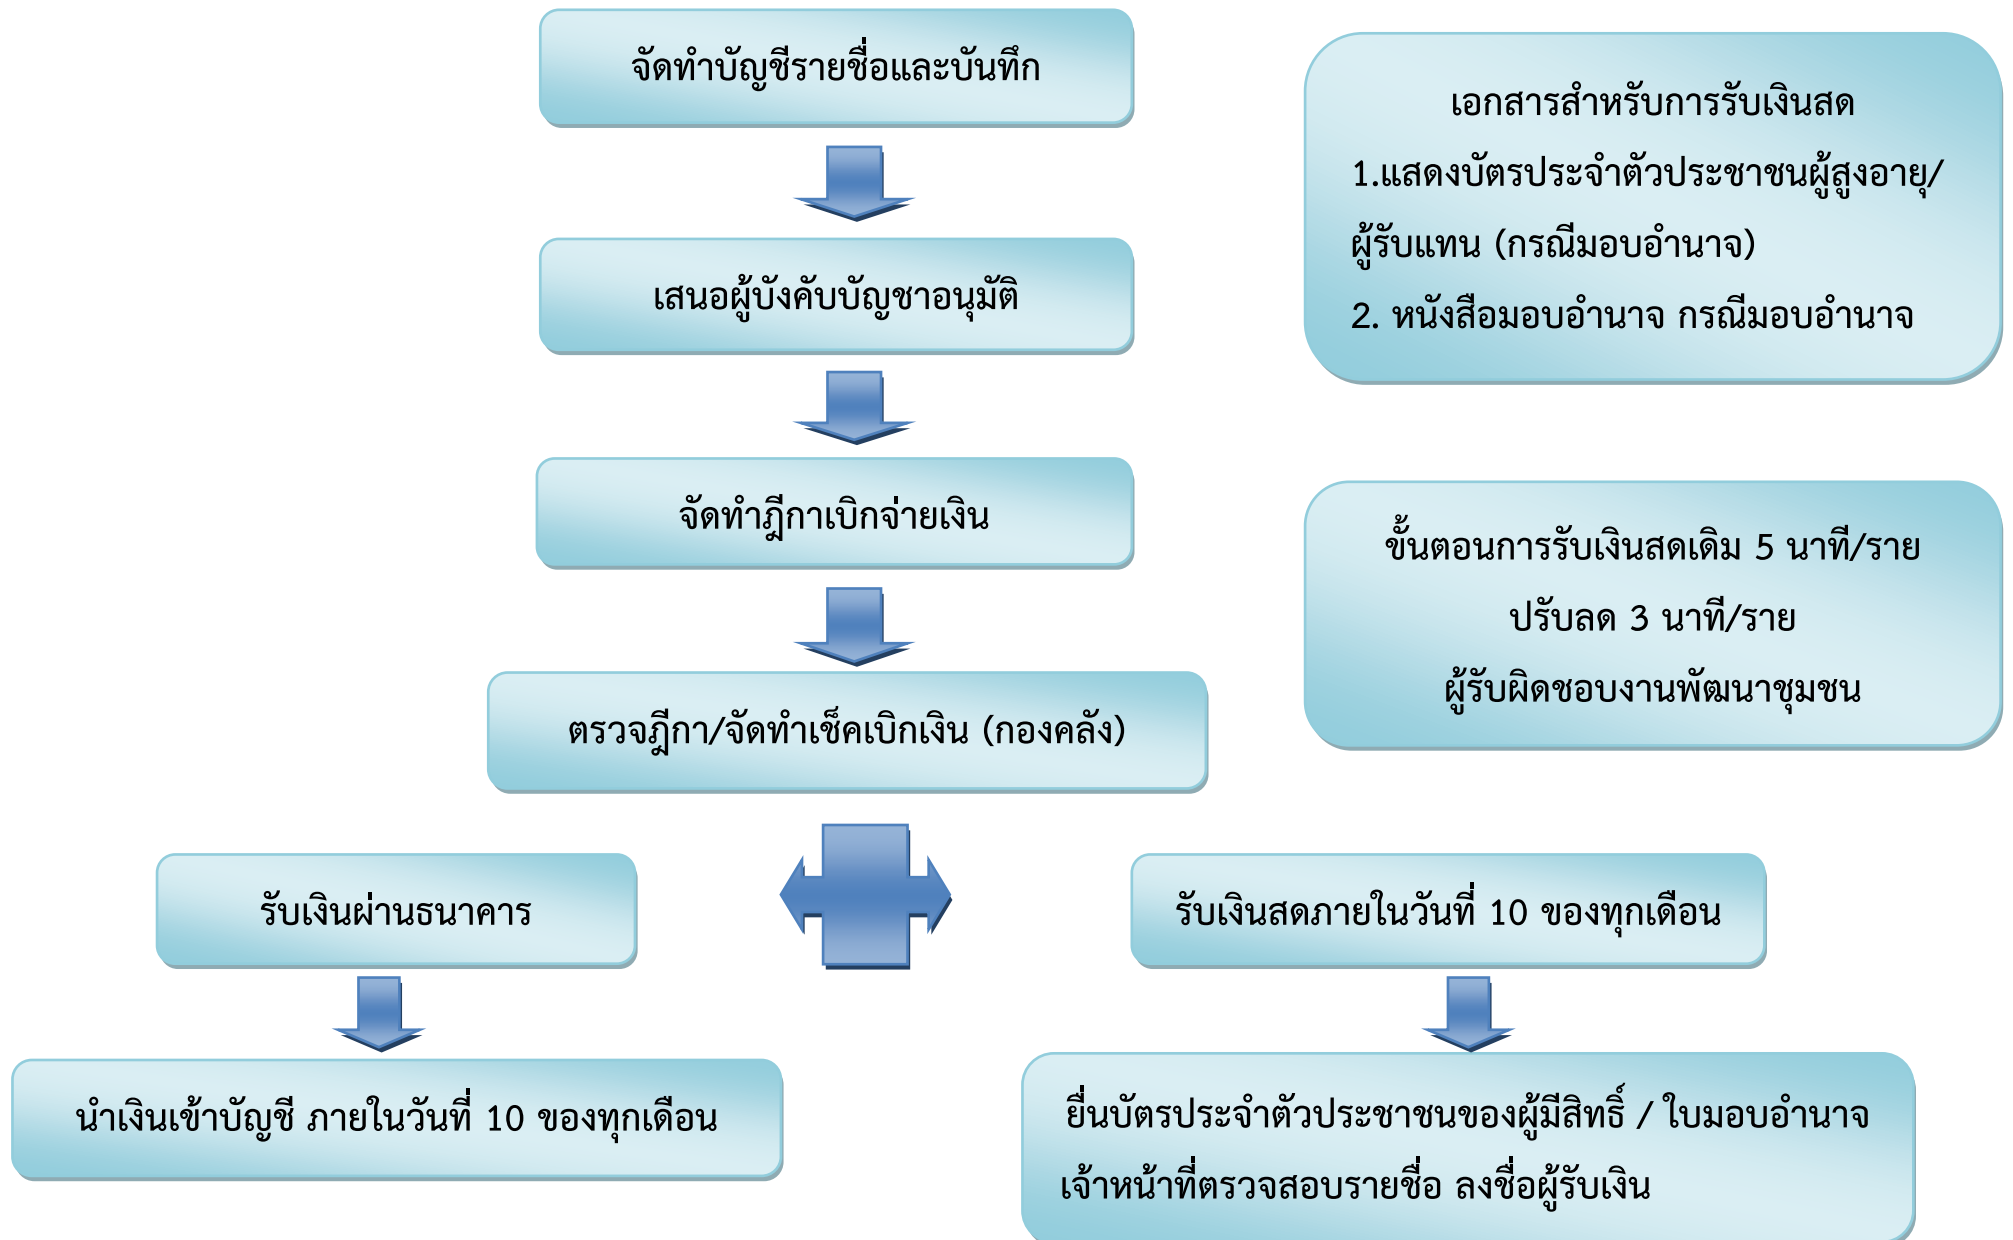 จัดทำบัญชีรายชื่อและบันทึก
เสนอผู้บังคับบัญชาอนุมัติ
จัดทำฎีกาเบิกจ่ายเงิน
ตรวจฎีกา/จัดทำเช็คเบิกเงิน (กองคลัง)
เอกสารสำหรับการรับเงินสด
1.แสดงบัตรประจำตัวประชาชนผู้สูงอายุ/
ผู้รับแทน (กรณีมอบอำนาจ)
2. หนังสือมอบอำนาจ กรณีมอบอำนาจ
ขั้นตอนการรับเงินสดเดิม 5 นาที/ราย
ปรับลด 3 นาที/ราย
ผู้รับผิดชอบงานพัฒนาชุมชน
รับเงินผ่านธนาคาร
นำเงินเข้าบัญชี ภายในวันที่ 10 ของทุกเดือน
รับเงินสดภายในวันที่ 10 ของทุกเดือน
ยื่นบัตรประจำตัวประชาชนของผู้มีสิทธิ์ / ใบมอบอำนาจ
เจ้าหน้าที่ตรวจสอบรายชื่อ ลงชื่อผู้รับเงิน